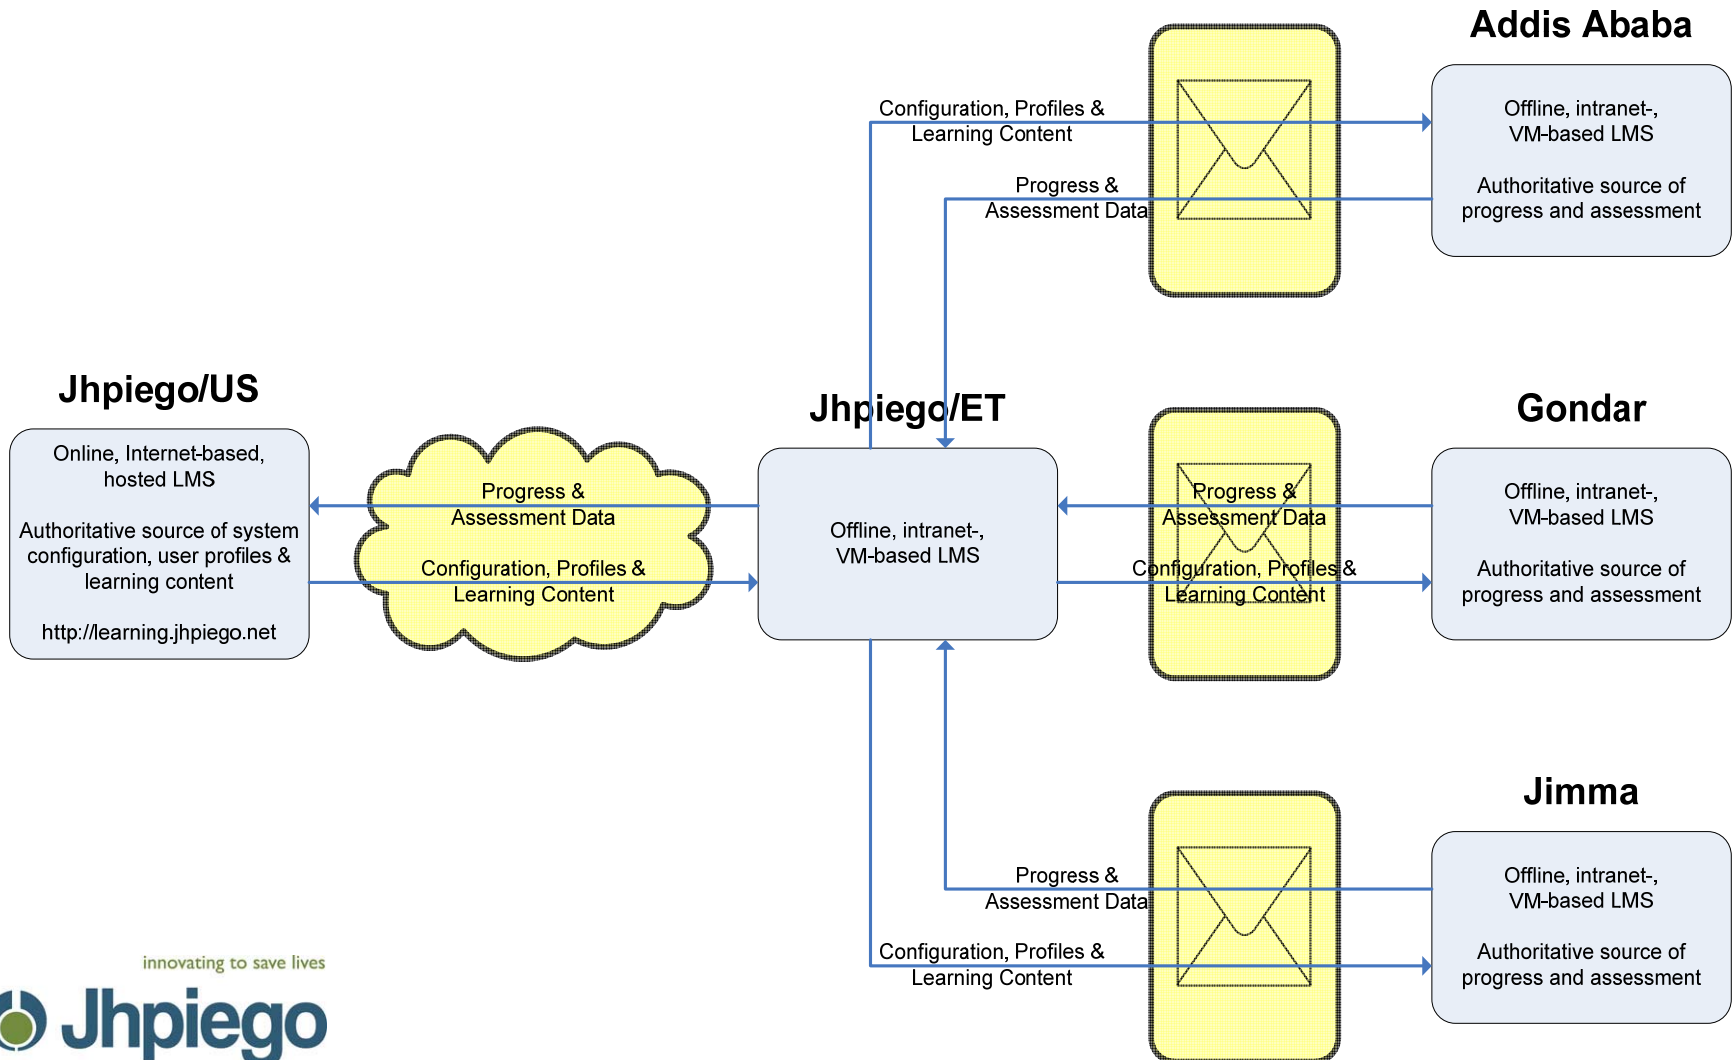 Addis Ababa
Configuration, Profiles &
Learning Content
Progress &
Assessment Data
Offline, intranet-,
VM-based LMS
Authoritative source of
progress and assessment
Jhpiego/US
Online, Internet-based,
hosted LMS
Authoritative source of system
configuration, user profiles &
learning content
http://learning.jhpiego.net
Progress &
Assessment Data
Configuration, Profiles &
Learning Content
Jhpiego/ET
Offline, intranet-,
VM-based LMS
Gondar
Progress &
Assessment Data
Configuration, Profiles &
Learning Content
Offline, intranet-,
VM-based LMS
Authoritative source of
progress and assessment
Jimma
Progress &
Assessment Data
Configuration, Profiles &
Learning Content
Offline, intranet-,
VM-based LMS
Authoritative source of
progress and assessment
innovating to save lives
Jhpiego